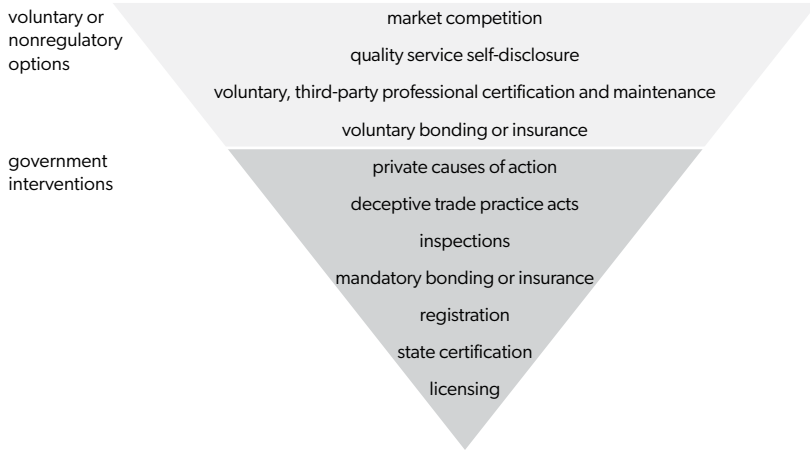 voluntary or
nonregulatory
options
market competition
quality service self-disclosure
voluntary, third-party professional certification and maintenance
voluntary bonding or insurance
government
interventions
private causes of action
deceptive trade practice acts
inspections
mandatory bonding or insurance
registration
state certification
licensing